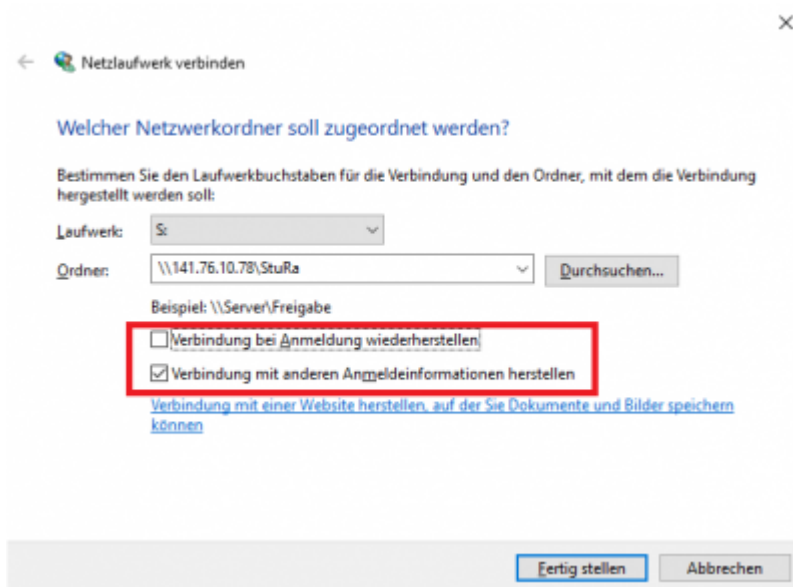 Netzlaufwerk verbinden
Welcher Netzwerkordner soll zugeordnet werden?
Bestimmen Sie den Laufwerkbuchstaben für die Verbindung und den Ordner, mit dem die Verbindung
hergestellt werden soll:
Laufwerk: S:
Ordner: \\141.76.10.78\StuRa Durchsuchen...
Beispiel: \\Server\Freigabe
Verbindung bei Anmeldung wiederherstellen
Verbindung mit anderen Anmeldeinformationen herstellen
Verbindung mit einer Website herstellen, auf der Sie Dokumente und Bilder speichern
können
Fertig stellen Abbrechen